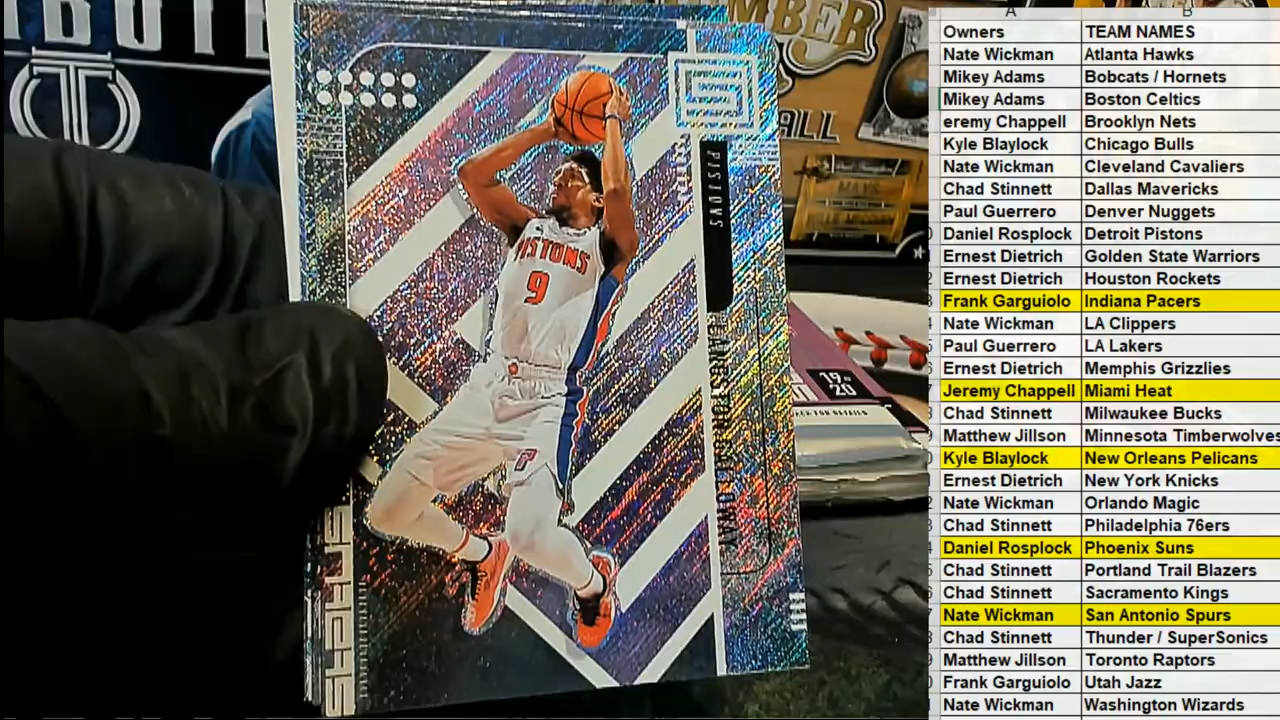 A B
Owners TEAM NAMES
Nate Wickman Atlanta Hawks
Mikey Adams Bobcats / Hornets
Mikey Adams Boston Celtics
eremy Chappell Brooklyn Nets
Kyle Blaylock Chicago Bulls
Nate Wickman Cleveland Cavaliers
Chad Stinnett Dallas Mavericks
Paul Guerrero Denver Nuggets
Daniel Rosplock Detroit Pistons
Ernest Dietrich Golden State Warriors
Ernest Dietrich Houston Rockets
Frank Garguiolo Indiana Pacers
Nate Wickman LA Clippers
Paul Guerrero LA Lakers
Ernest Dietrich Memphis Grizzlies
Jeremy Chappell Miami Heat
Chad Stinnett Milwaukee Bucks
Matthew Jillson Minnesota Timberwolves
Kyle Blaylock New Orleans Pelicans
Ernest Dietrich New York Knicks
Nate Wickman Orlando Magic
Chad Stinnett Philadelphia 76ers
Daniel Rosplock Phoenix Suns
Chad Stinnett Portland Trail Blazers
Chad Stinnett Sacramento Kings
Nate Wickman San Antonio Spurs
Chad Stinnett Thunder / SuperSonics
Matthew Jillson Toronto Raptors
Frank Garguiolo Utah Jazz
Nate Wickman Washington Wizards
PISTONS
PISTONS
9
LANGSTON GALLOWAY
STATUS
19-20